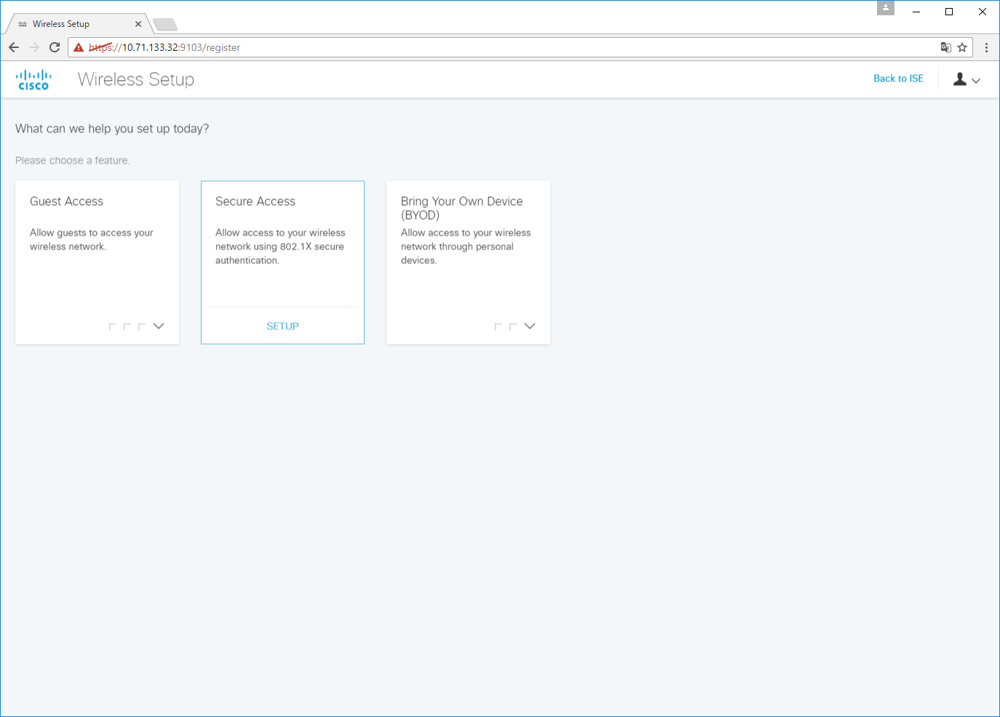 Wireless Setup
https://10.71.133.32:9103/register
CISCO
Wireless Setup
Back to ISE
What can we help you set up today?
Please choose a feature.
Guest Access
Allow guests to access your
wireless network.
Secure Access
Allow access to your wireless
network using 802.1X secure
authentication.
SETUP
Bring Your Own Device
(BYOD)
Allow access to your wireless
network through personal
devices.